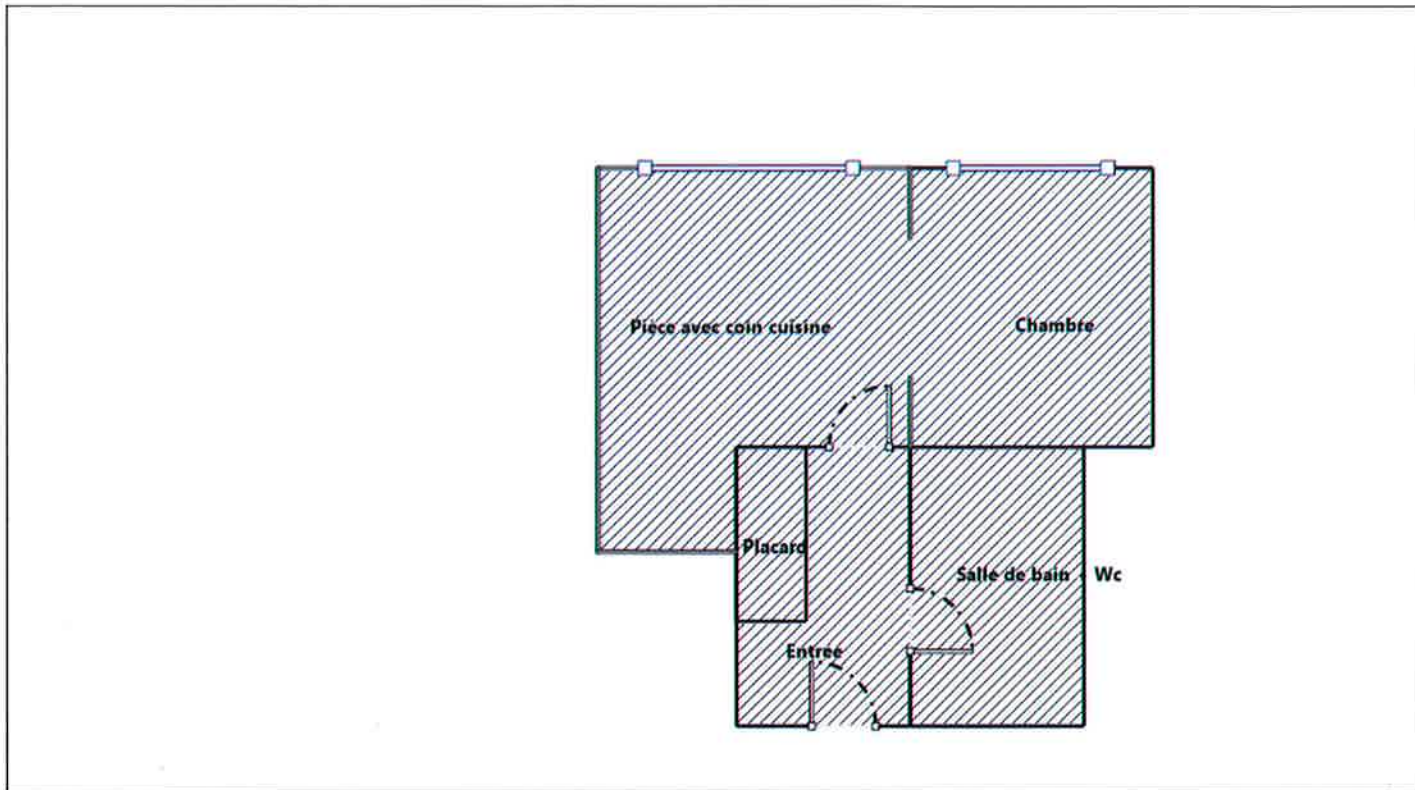 Pièce avec coin cuisine
Chambre
Placard
Salle de bain + Wc
Entrée